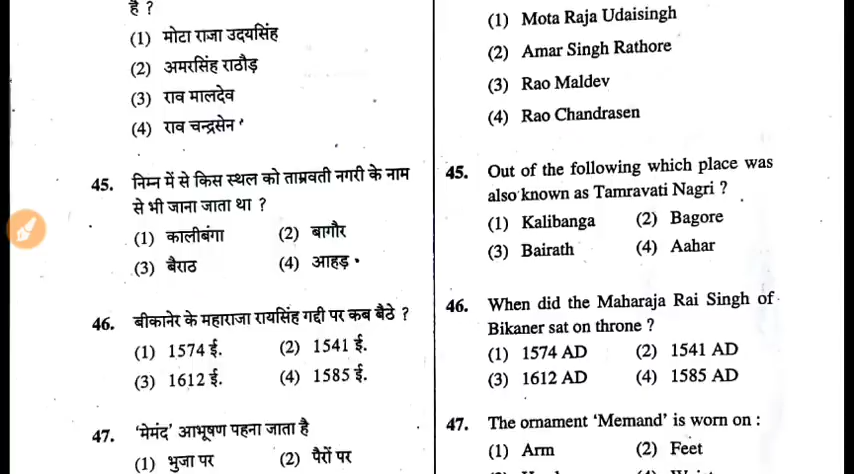 है ?
(1) मोटा राजा उदयसिंह
(2) अमरसिंह राठौड़
(3) राव मालदेव
(4) राव चन्द्रसेन
45. निम्न में से किस स्थल को ताम्रवती नगरी के नाम
से भी जाना जाता था ?
(1) कालीबंगा (2) बागौर
(3) बैराठ (4) आहड़
46. बीकानेर के महाराजा रायसिंह गद्दी पर कब बैठे ?
(1) 1574 ई. (2) 1541 ई.
(3) 1612 ई. (4) 1585 ई.
47. ‘मेमंद’ आभूषण पहना जाता है
(1) भुजा पर (2) पैरों पर
(1) Mota Raja Udaisingh
(2) Amar Singh Rathore
(3) Rao Maldev
(4) Rao Chandrasen
45. Out of the following which place was
also known as Tamravati Nagri ?
(1) Kalibanga (2) Bagore
(3) Bairath (4) Aahar
46. When did the Maharaja Rai Singh of
Bikaner sat on throne ?
(1) 1574 AD (2) 1541 AD
(3) 1612 AD (4) 1585 AD
47. The ornament ‘Memand’ is worn on :
(1) Arm (2) Feet